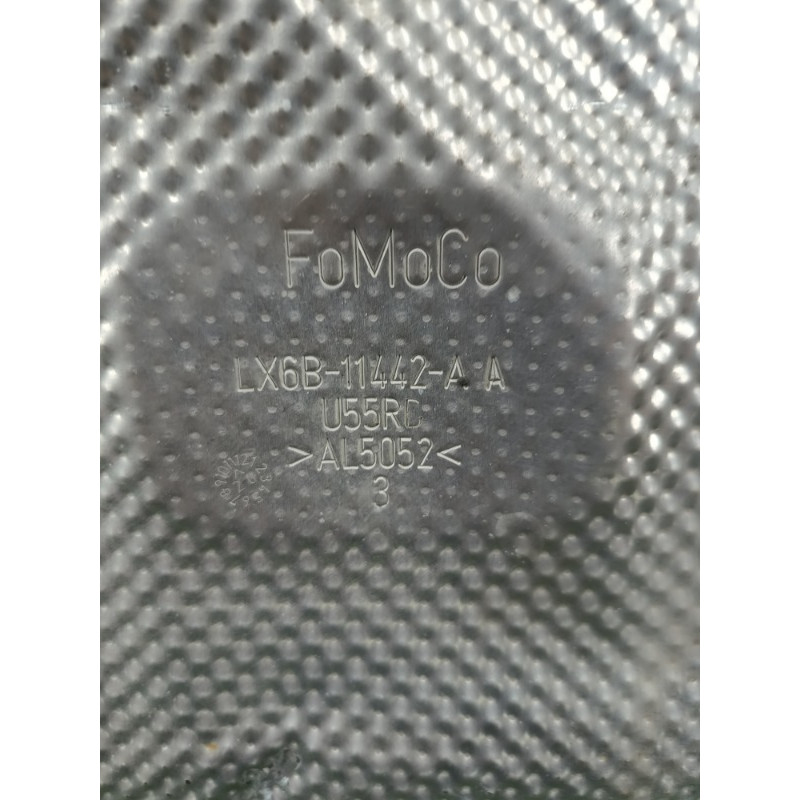 FoMoCo
LX6B-11442-A A
U55RC
>AL5052<
3